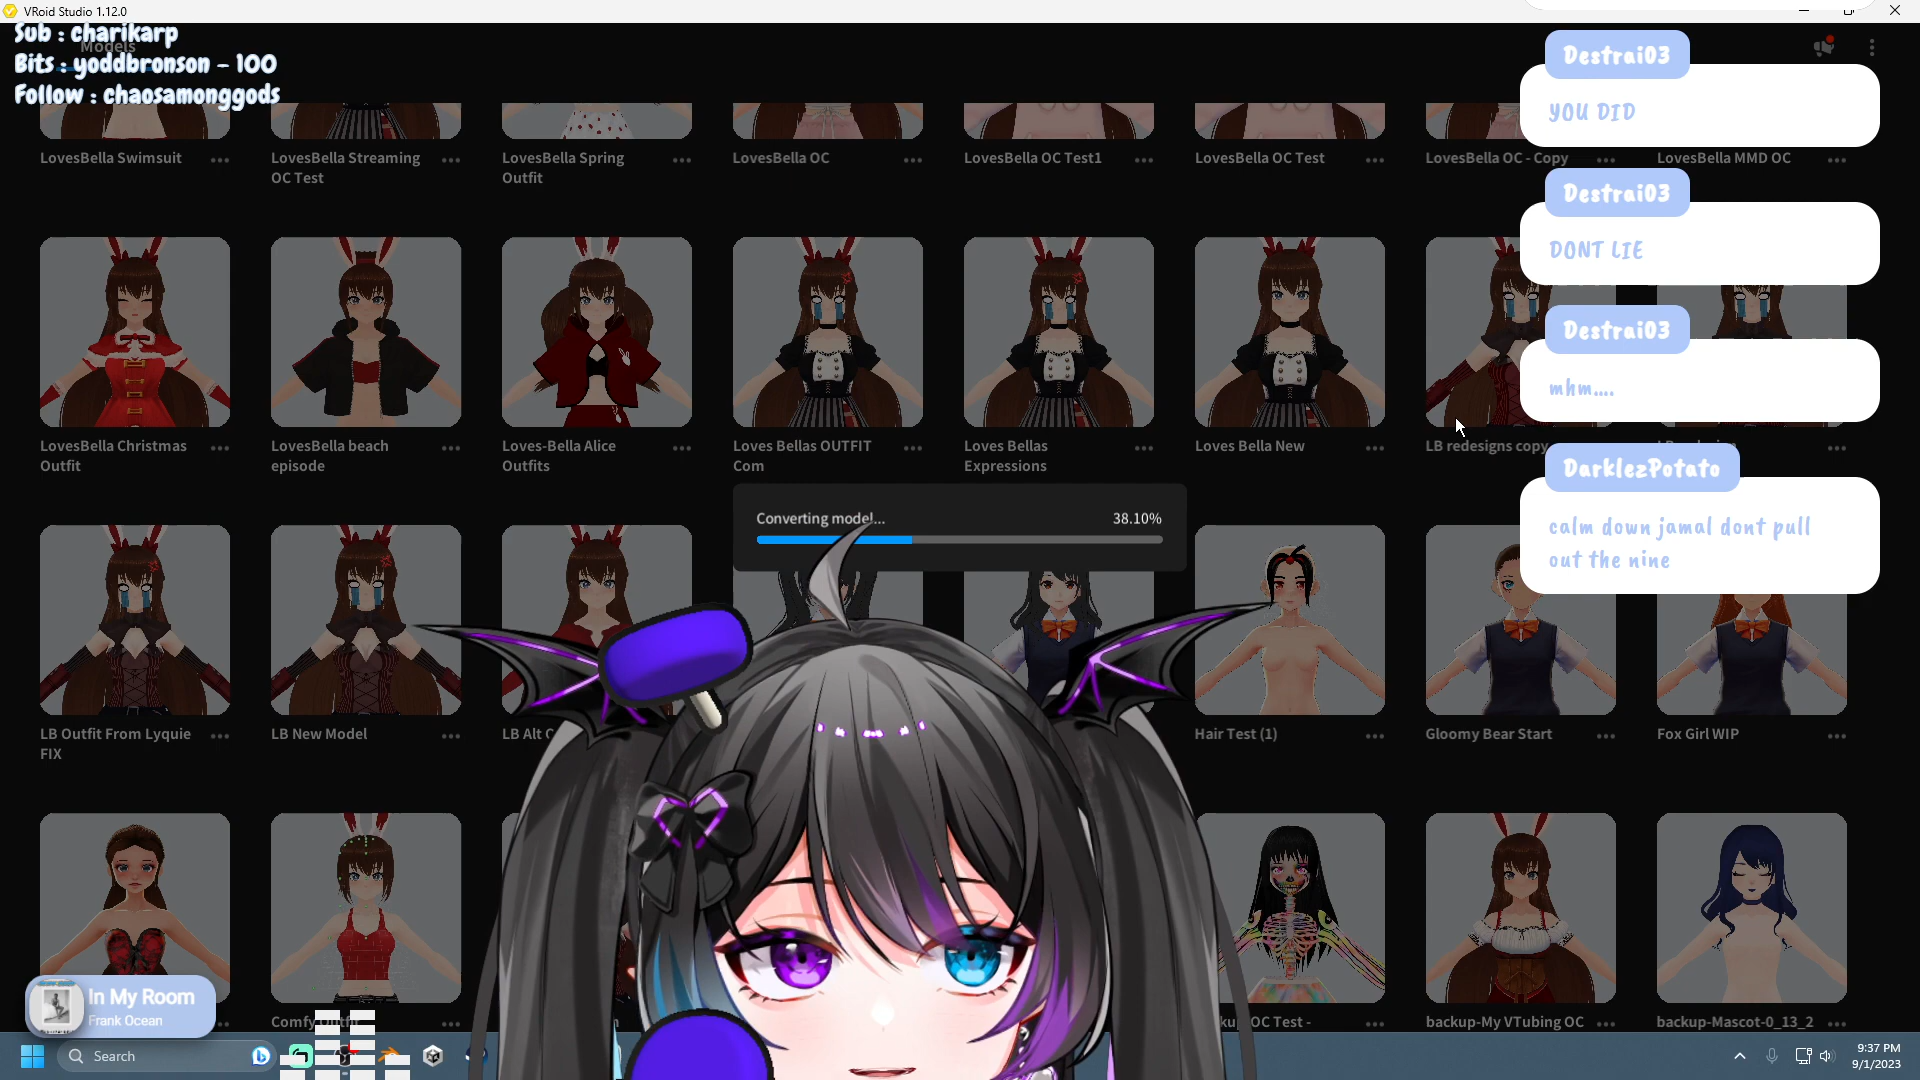 VRoid Studio 1.12.0
Sub : charikarp
Models
Bits : yoddbronson - 100
Follow : chaosamonggods
LovesBella Swimsuit
LovesBella Streaming
OC Test
LovesBella Spring
Outfit
LovesBella OC
LovesBella OC Test1
LovesBella OC Test
LovesBella OC - Copy
LovesBella MMD OC
Destrai03
YOU DID
Destrai03
DONT LIE
Destrai03
mhm....
DarklezPotato
calm down jamal dont pull
out the nine
LovesBella Christmas
Outfit
LovesBella beach
episode
Loves-Bella Alice
Outfits
Loves Bellas OUTFIT
Com
Loves Bellas
Expressions
Loves Bella New
LB redesigns copy
Converting model...
38.10%
LB Outfit From Lyquie
FIX
LB New Model
LB Alt
Hair Test (1)
Gloomy Bear Start
Fox Girl WIP
In My Room
Frank Ocean
Comfy
OC Test -
backup-My VTubing OC
backup-Mascot-0_13_2
Search
9:37 PM
9/1/2023